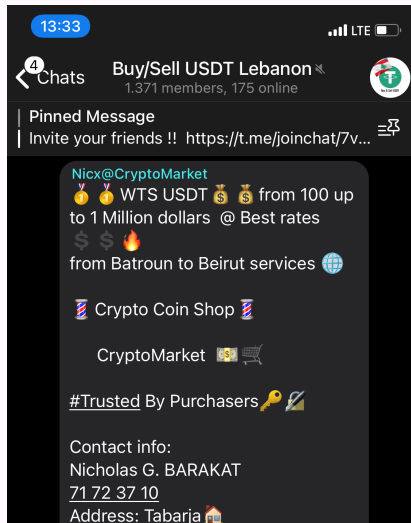 13:33
LTE
4
Chats
Buy/Sell USDT Lebanon
1.371 members, 175 online
Pinned Message
Invite your friends !! https://t.me/joinchat/7v...
Nicx@CryptoMarket
🥇 🥇 WTS USDT💰 💰 from 100 up
to 1 Million dollars @ Best rates
💲💲🔥
from Batroun to Beirut services 🌐
💈 Crypto Coin Shop 💈
CryptoMarket 💵🛒
#Trusted By Purchasers🔑
Contact info:
Nicholas G. BARAKAT
71 72 37 10
Address: Tabarja🏠